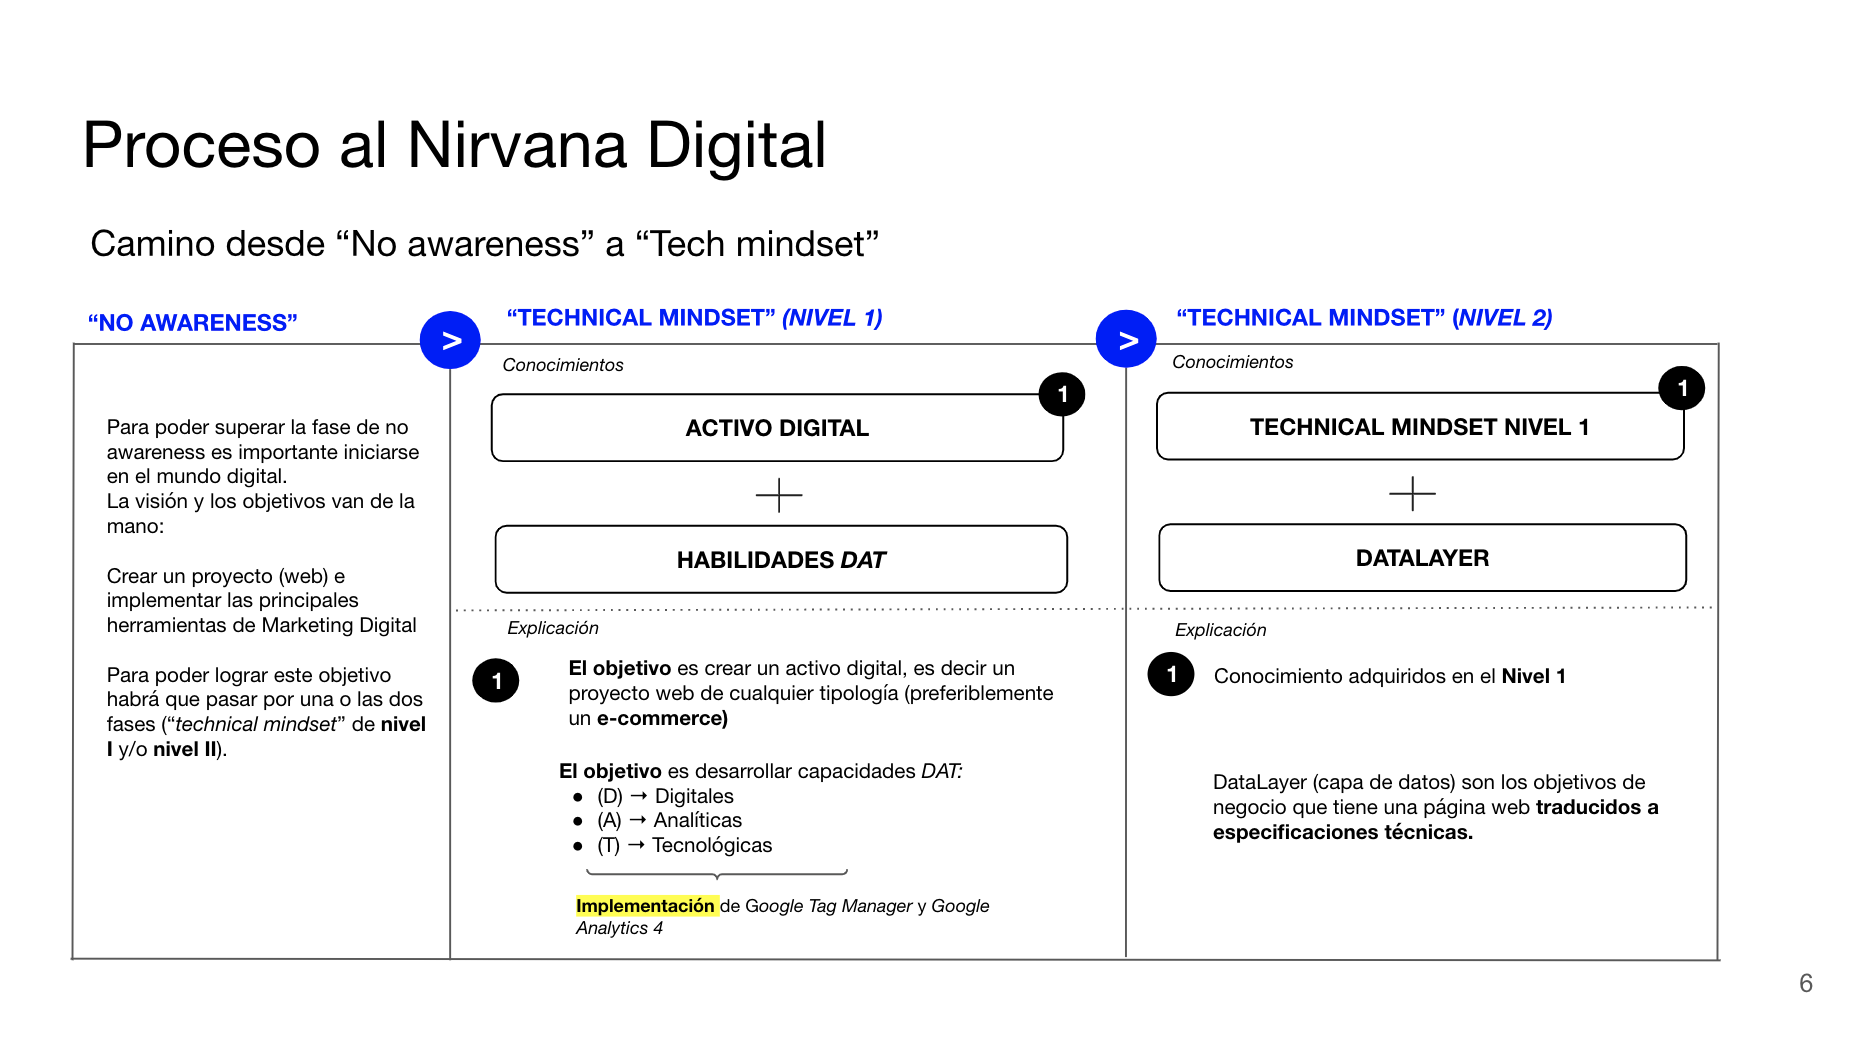 Proceso al Nirvana Digital
Camino desde “No awareness” a “Tech mindset”
“NO AWARENESS”
>
“TECHNICAL MINDSET” (NIVEL 1)
>
“TECHNICAL MINDSET” (NIVEL 2)
Para poder superar la fase de no
awareness es importante iniciarse
en el mundo digital.
La visión y los objetivos van de la
mano:
Crear un proyecto (web) e
implementar las principales
herramientas de Marketing Digital
Para poder lograr este objetivo
habrá que pasar por una o las dos
fases (“technical mindset” de nivel
I y/o nivel II).
Conocimientos
1
ACTIVO DIGITAL
HABILIDADES DAT
Explicación
1
El objetivo es crear un activo digital, es decir un
proyecto web de cualquier tipología (preferiblemente
un e-commerce)
El objetivo es desarrollar capacidades DAT:
● (D) → Digitales
● (A) → Analíticas
● (T) → Tecnológicas
Implementación de Google Tag Manager y Google
Analytics 4
Conocimientos
1
TECHNICAL MINDSET NIVEL 1
DATALAYER
Explicación
1
Conocimiento adquiridos en el Nivel 1
DataLayer (capa de datos) son los objetivos de
negocio que tiene una página web traducidos a
especificaciones técnicas.
6